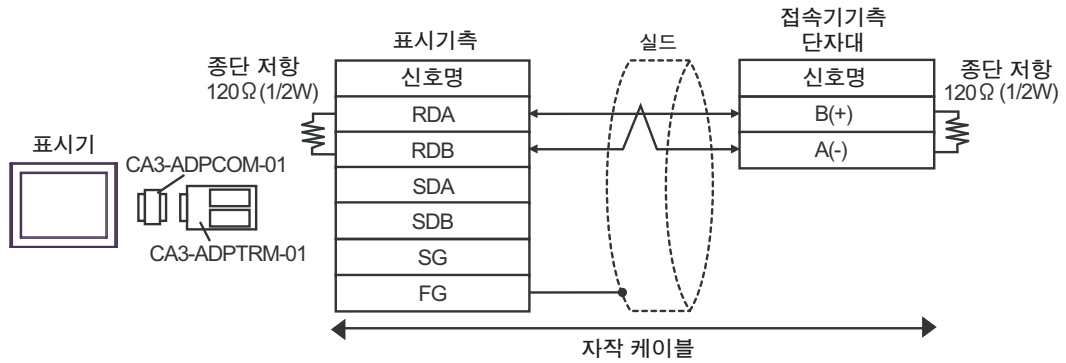 표시기
CA3-ADPCOM-01
CA3-ADPTRM-01
종단 저항
120Ω(1/2W)
표시기측
신호명
RDA
RDB
SDA
SDB
SG
FG
실드
접속기기측
단자대
신호명
B(+)
A(-)
종단 저항
120Ω (1/2W)
자작 케이블